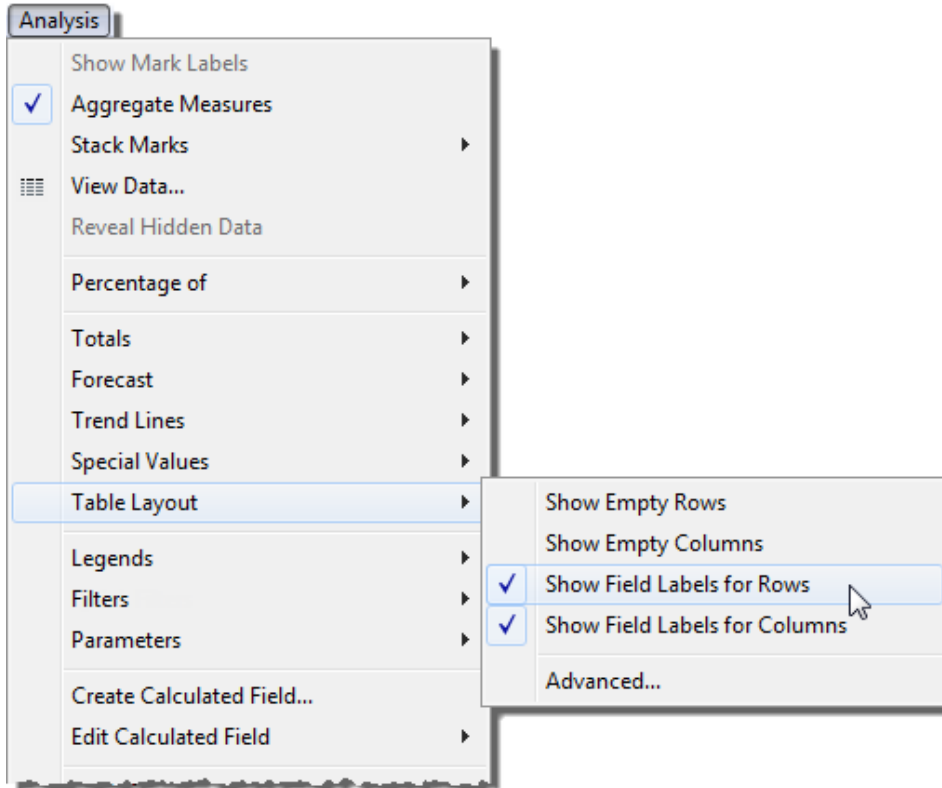 Analysis
Show Mark Labels
Aggregate Measures
Stack Marks
View Data...
Reveal Hidden Data
Percentage of
Totals
Forecast
Trend Lines
Special Values
Table Layout
Legends
Filters
Parameters
Create Calculated Field...
Edit Calculated Field
Show Empty Rows
Show Empty Columns
Show Field Labels for Rows
Show Field Labels for Columns
Advanced...